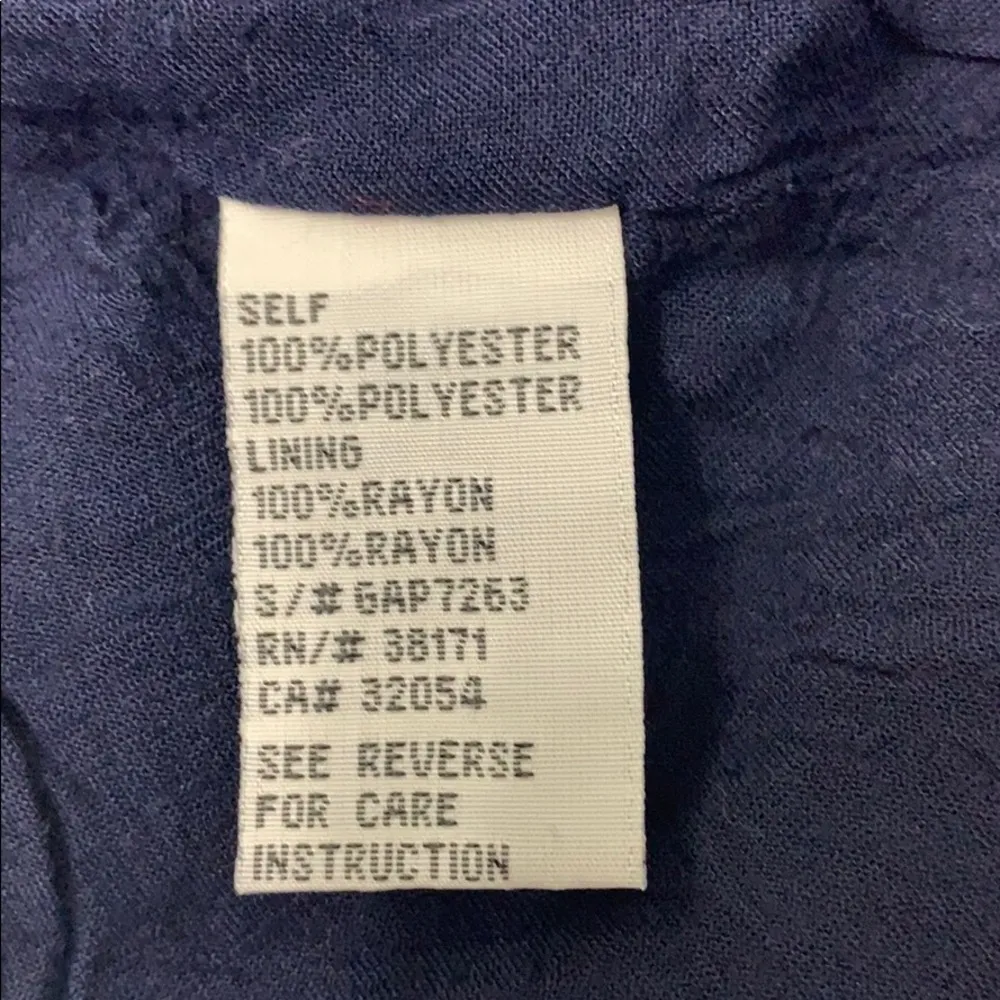 SELF
100%POLYESTER
100%POLYESTER
LINING
100%RAYON
100%RAYON
S/# GAP7263
RN/# 38171
CA# 32054
SEE REVERSE
FOR CARE
INSTRUCTION